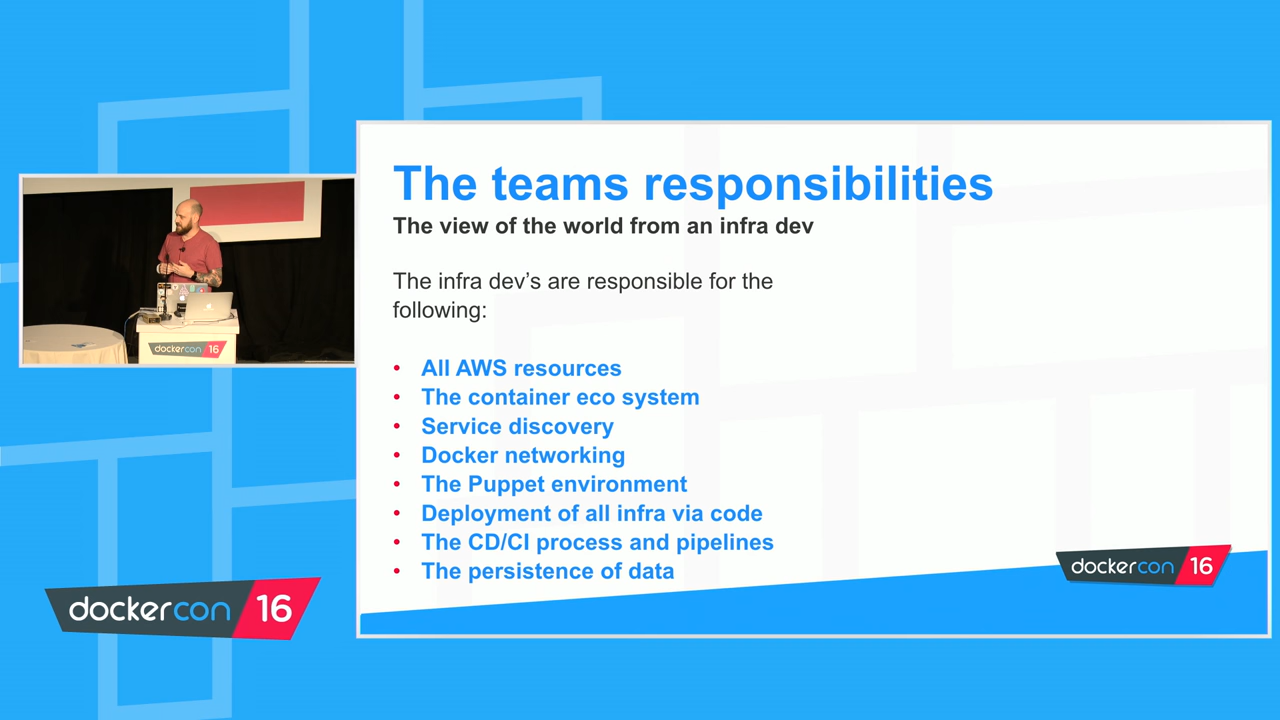 The teams responsibilities
The view of the world from an infra dev
The infra dev’s are responsible for the
following:
• All AWS resources
• The container eco system
• Service discovery
• Docker networking
• The Puppet environment
• Deployment of all infra via code
• The CD/CI process and pipelines
• The persistence of data
dockercon 16
dockercon 16
dockercon 16